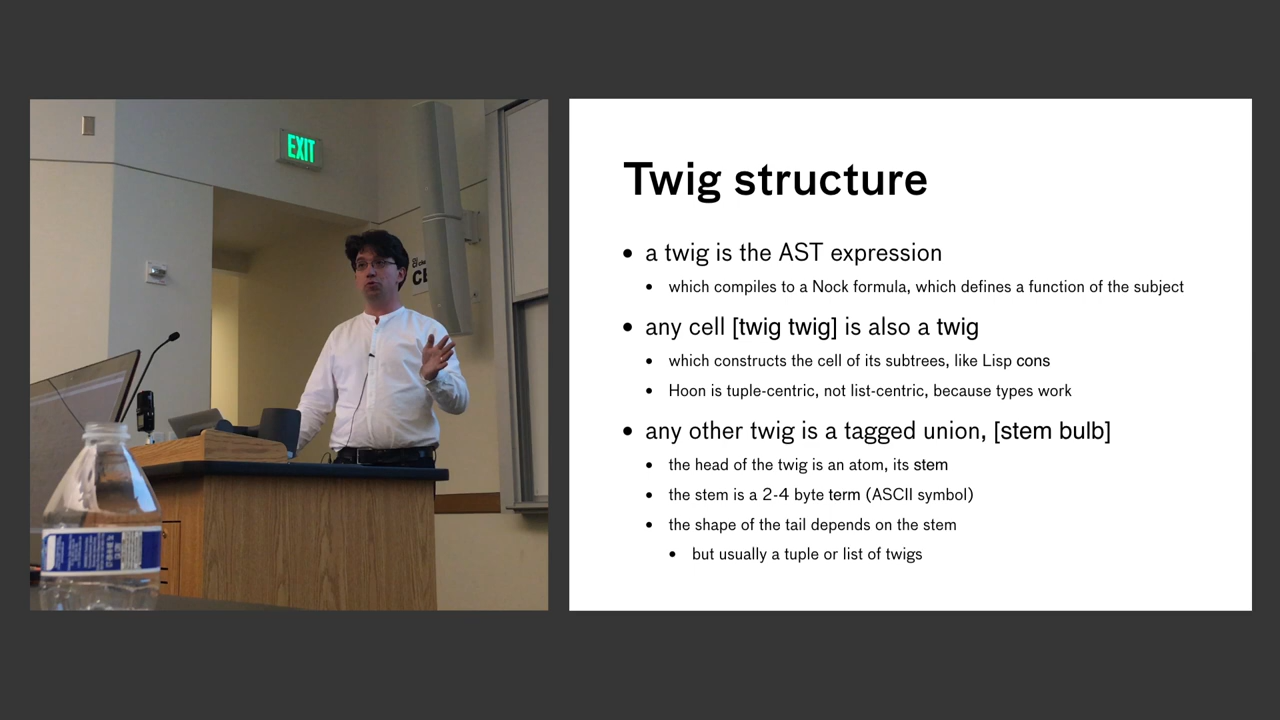 EXIT
Twig structure
• a twig is the AST expression
• which compiles to a Nock formula, which defines a function of the subject
• any cell [twig twig] is also a twig
• which constructs the cell of its subtrees, like Lisp cons
• Hoon is tuple-centric, not list-centric, because types work
• any other twig is a tagged union, [stem bulb]
• the head of the twig is an atom, its stem
• the stem is a 2-4 byte term (ASCII symbol)
• the shape of the tail depends on the stem
• but usually a tuple or list of twigs